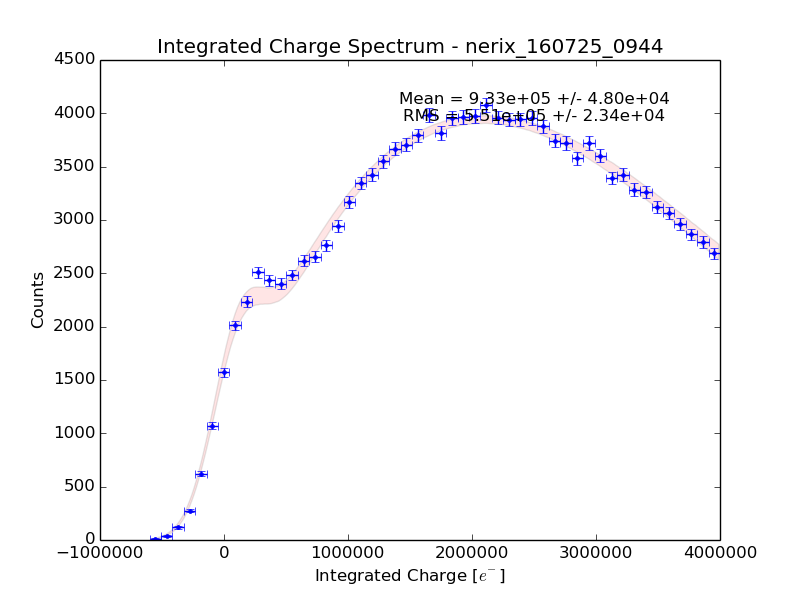 Integrated Charge Spectrum - nerix_160725_0944
4500
Mean = 9.33e+05 +/- 4.80e+04
4000
RMS = 5.51e+05 +/- 2.34e+04
3500
3000
2500
Counts
2000
1500
1000
500
0
−1000000 0 1000000 2000000 3000000 4000000
Integrated Charge [e⁻]